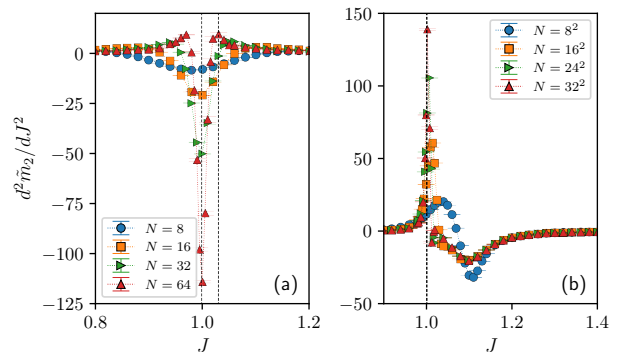 0
−25
−50
−75
−100
−125
d²m̃₂/dJ²
0.8
1.0
1.2
J
N = 8
N = 16
N = 32
N = 64
(a)
150
100
50
0
−50
1.0
1.2
1.4
J
N = 8²
N = 16²
N = 24²
N = 32²
(b)